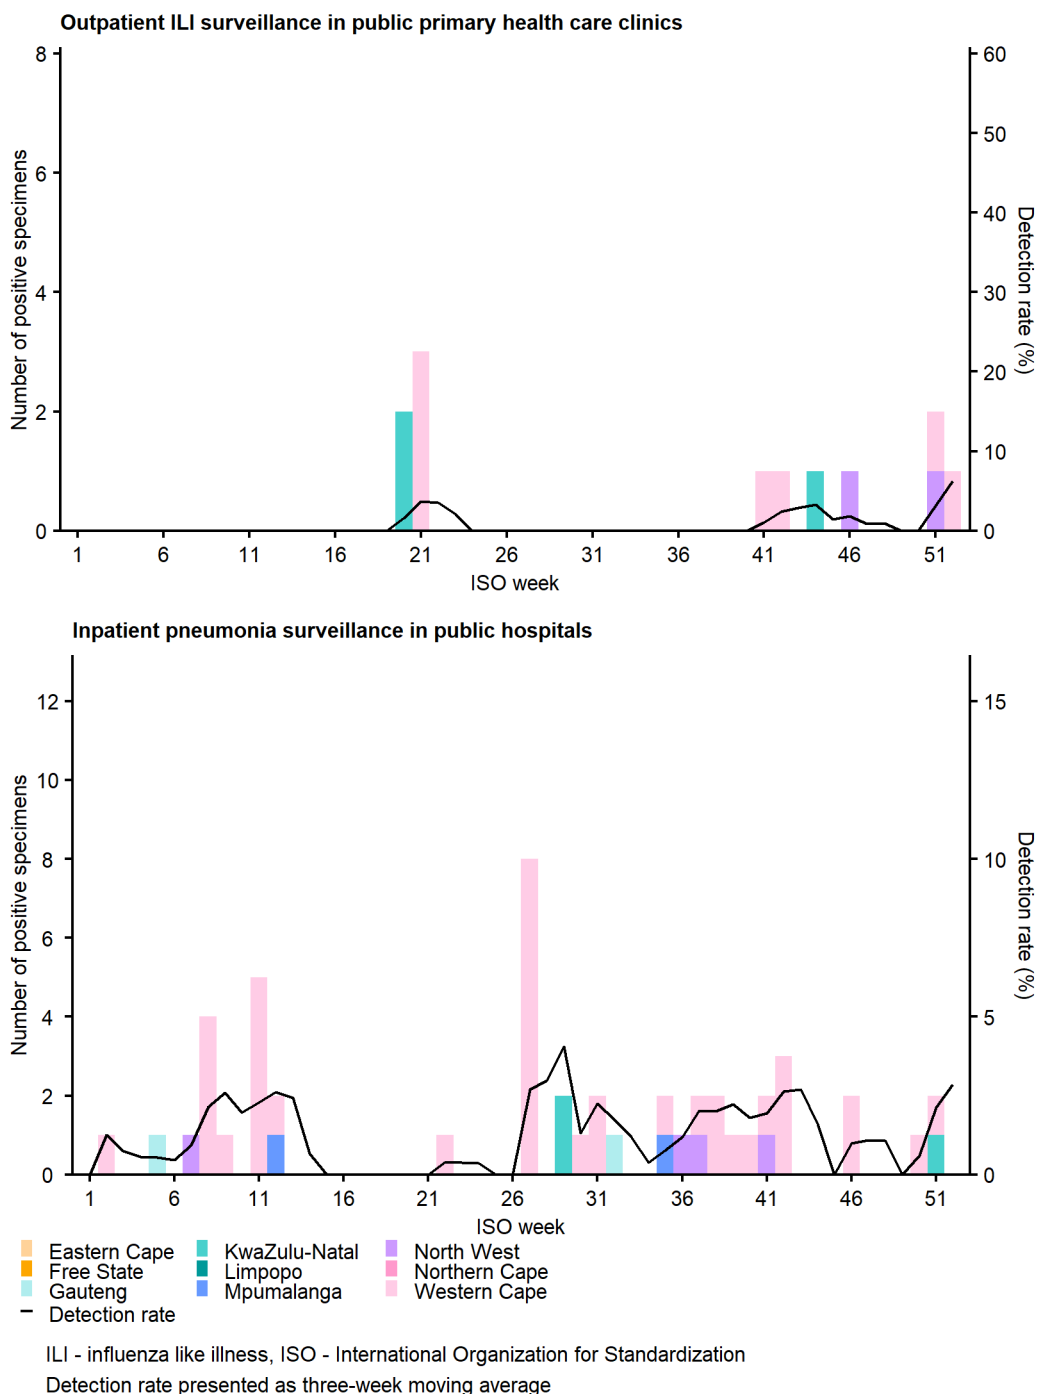 Outpatient ILI surveillance in public primary health care clinics
8
6
4
2
0
Number of positive specimens
60
50
40
30
20
10
0
Detection rate (%)
1 6 11 16 21 26 31 36 41 46 51
ISO week
Inpatient pneumonia surveillance in public hospitals
12
10
8
6
4
2
0
Number of positive specimens
15
10
5
0
Detection rate (%)
1 6 11 16 21 26 31 36 41 46 51
ISO week
Eastern Cape KwaZulu-Natal North West
Free State Limpopo Northern Cape
Gauteng Mpumalanga Western Cape
Detection rate
ILI - influenza like illness, ISO - International Organization for Standardization
Detection rate presented as three-week moving average